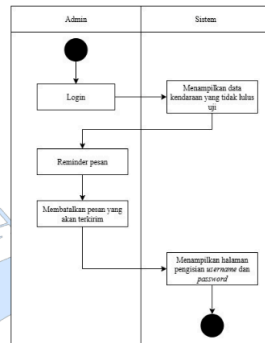 Admin
Sistem
Login
Menampilkan data
kendaraan yang tidak lulus
uji
Reminder pesan
Membatalkan pesan yang
akan terkirim
Menampilkan halaman
pengisian username dan
password